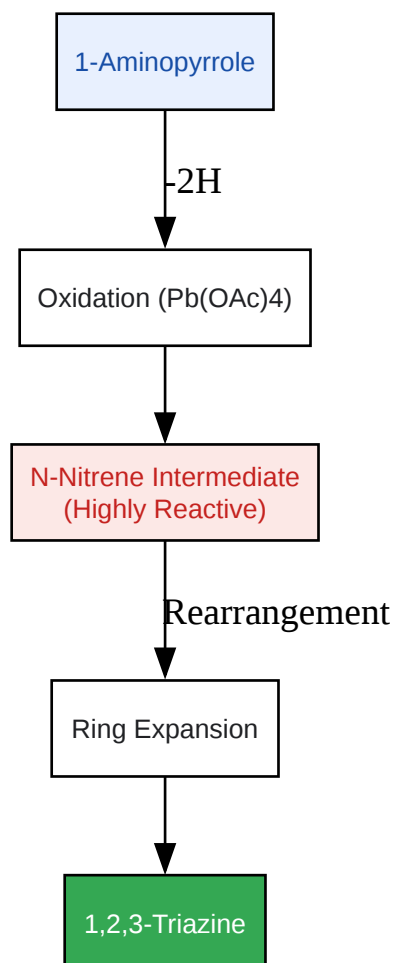 1-Aminopyrrole
-2H
Oxidation (Pb(OAc)4)
N-Nitrene Intermediate
(Highly Reactive)
Rearrangement
Ring Expansion
1,2,3-Triazine